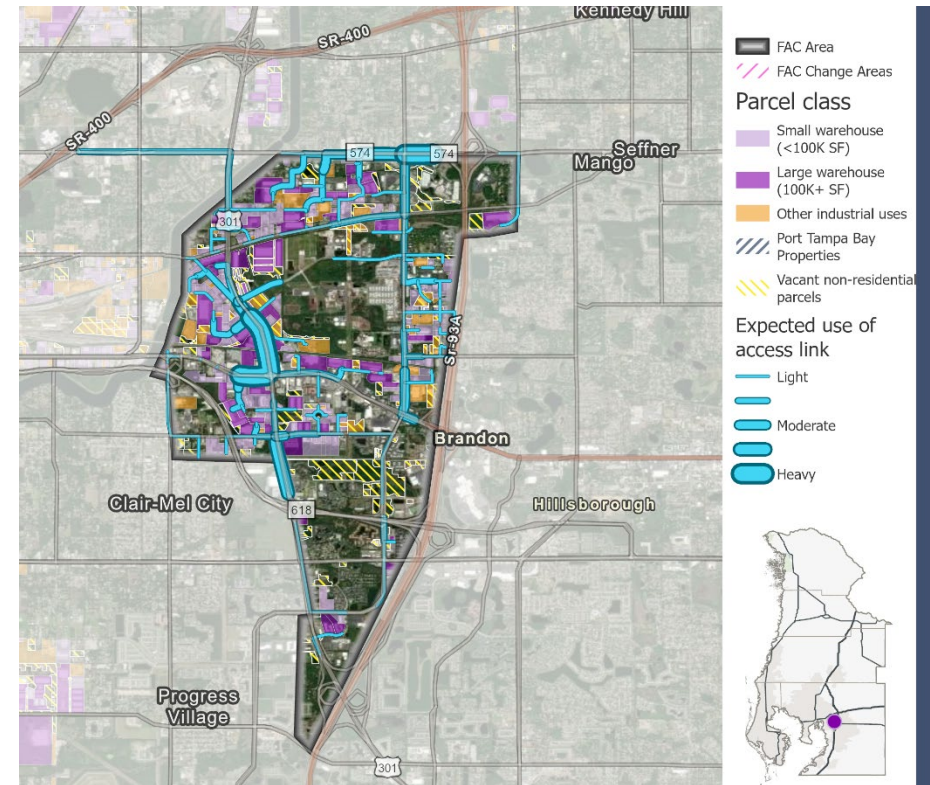 Kennedy Hill
SR-400
SR-400
574
574
Seffner
Mango
301
Sr-93A
Brandon
Clair-Mel City
618
Hillsborough
Progress
Village
301
FAC Area
FAC Change Areas
Parcel class
Small warehouse
(<100K SF)
Large warehouse
(100K+ SF)
Other industrial uses
Port Tampa Bay
Properties
Vacant non-residential
parcels
Expected use of
access link
Light
Moderate
Heavy